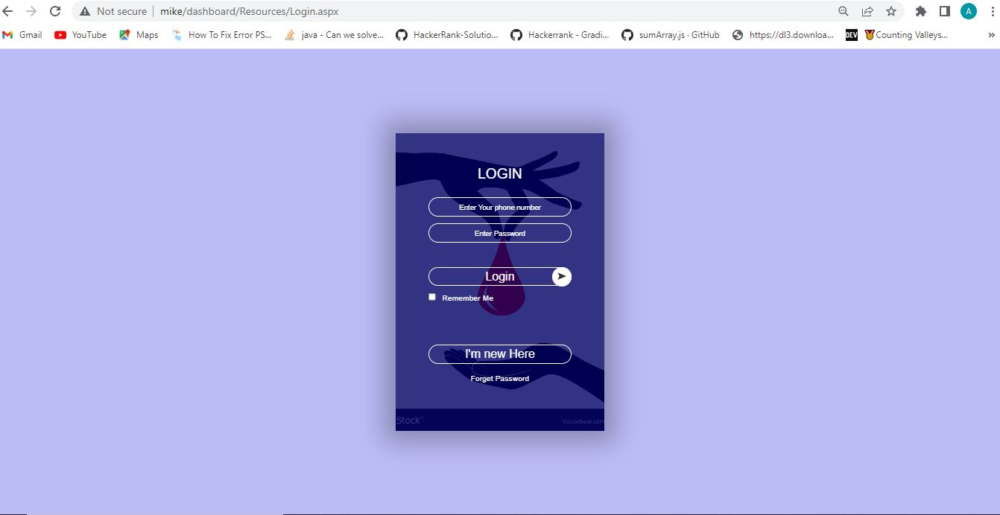 Not secure mike/dashboard/Resources/Login.aspx A
Gmail YouTube Maps How To Fix Error PS... java - Can we solve... HackerRank-Solutio... Hackerrank - Gradi... sumArray.js · GitHub https://dl3.downloa... DEV Counting Valleys... »
LOGIN
Enter Your phone number
Enter Password
Login
Remember Me
I'm new Here
Forget Password
Stock™ VectorStock.com